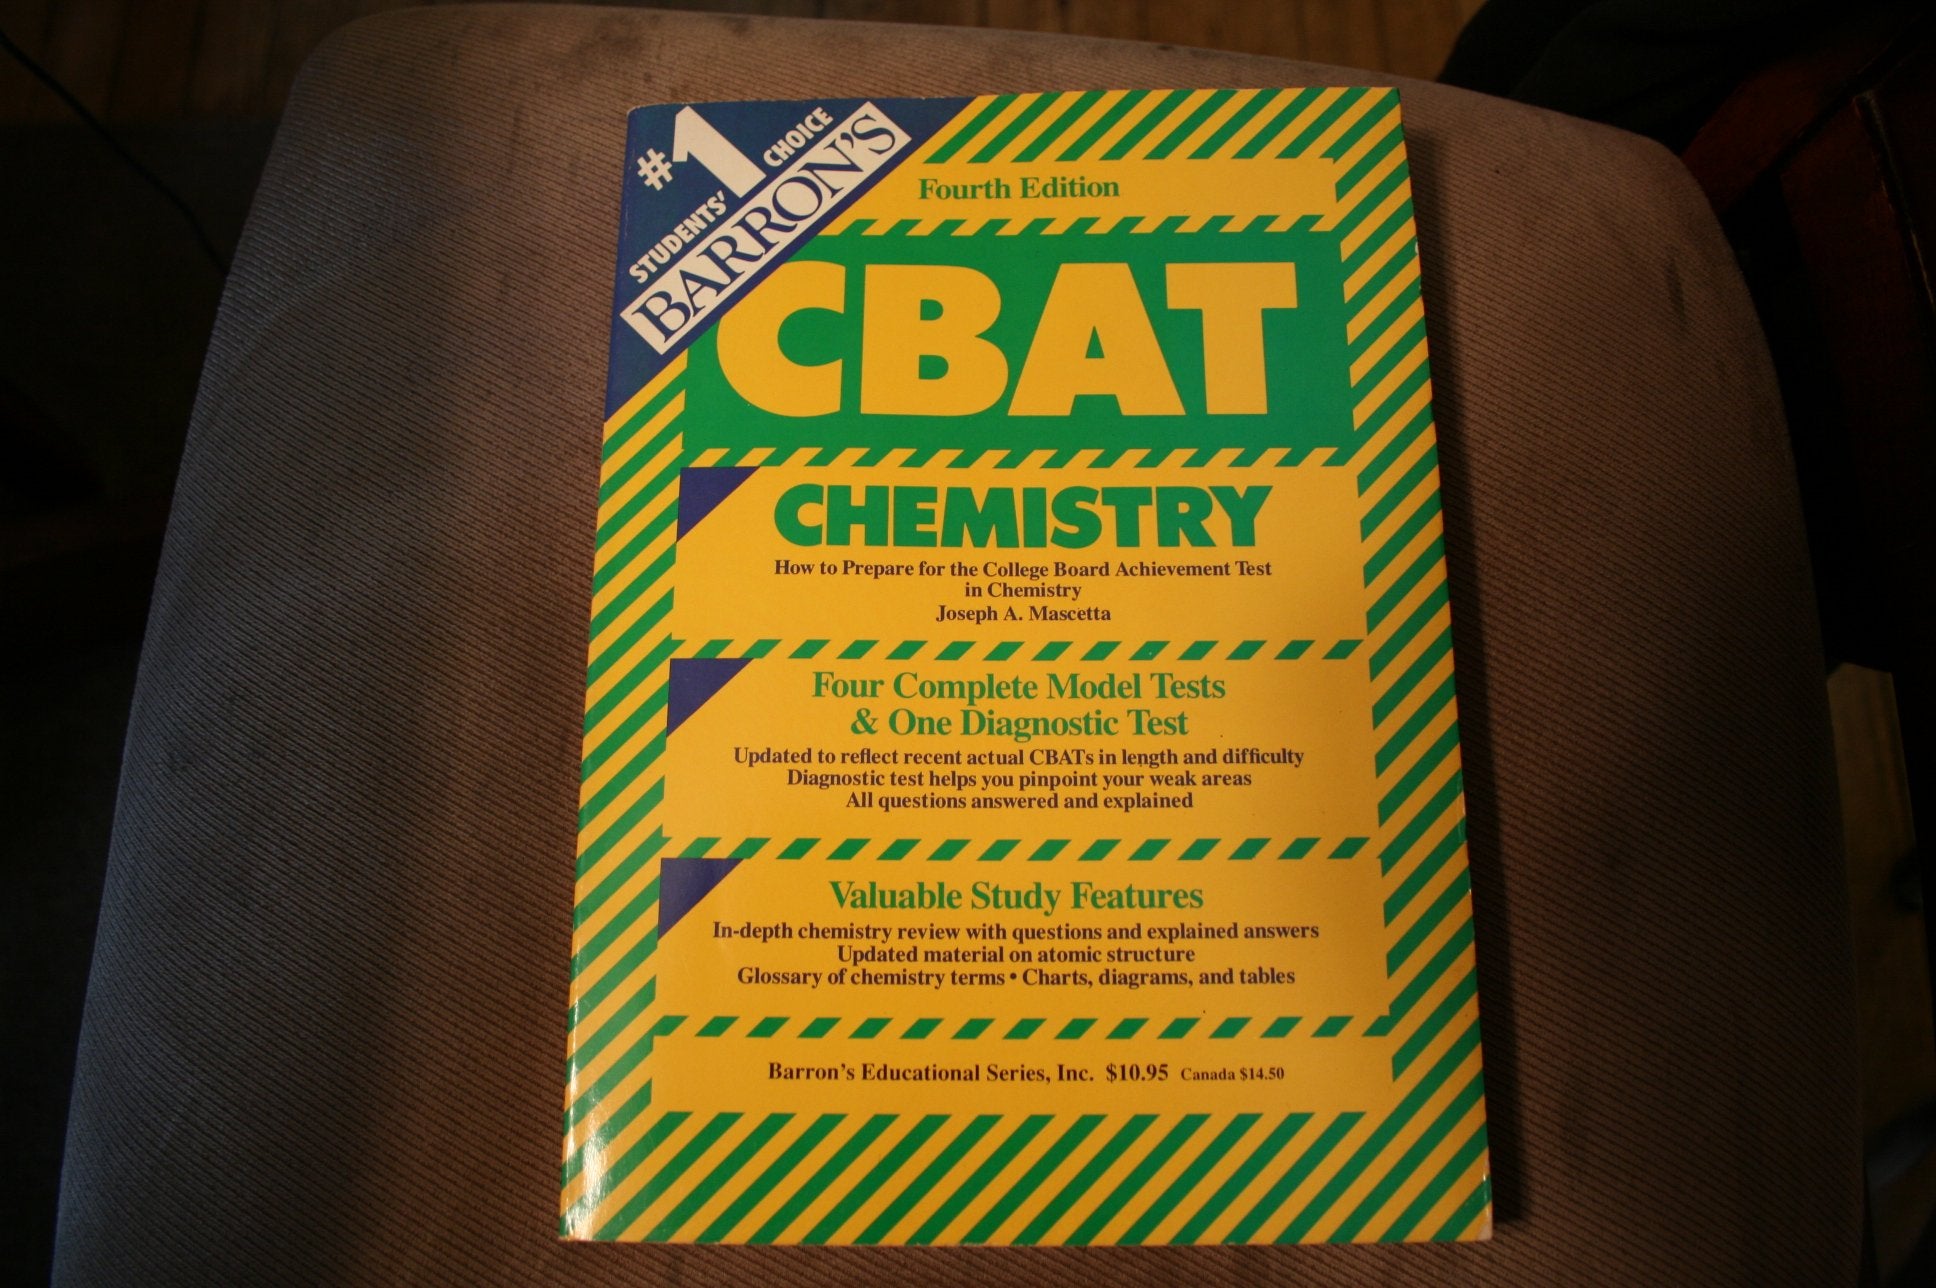 #1
STUDENTS' CHOICE
BARRON'S
Fourth Edition
CBAT
CHEMISTRY
How to Prepare for the College Board Achievement Test
in Chemistry
Joseph A. Mascetta
Four Complete Model Tests
& One Diagnostic Test
Updated to reflect recent actual CBATs in length and difficulty
Diagnostic test helps you pinpoint your weak areas
All questions answered and explained
Valuable Study Features
In-depth chemistry review with questions and explained answers
Updated material on atomic structure
Glossary of chemistry terms • Charts, diagrams, and tables
Barron's Educational Series, Inc. $10.95 Canada $14.50